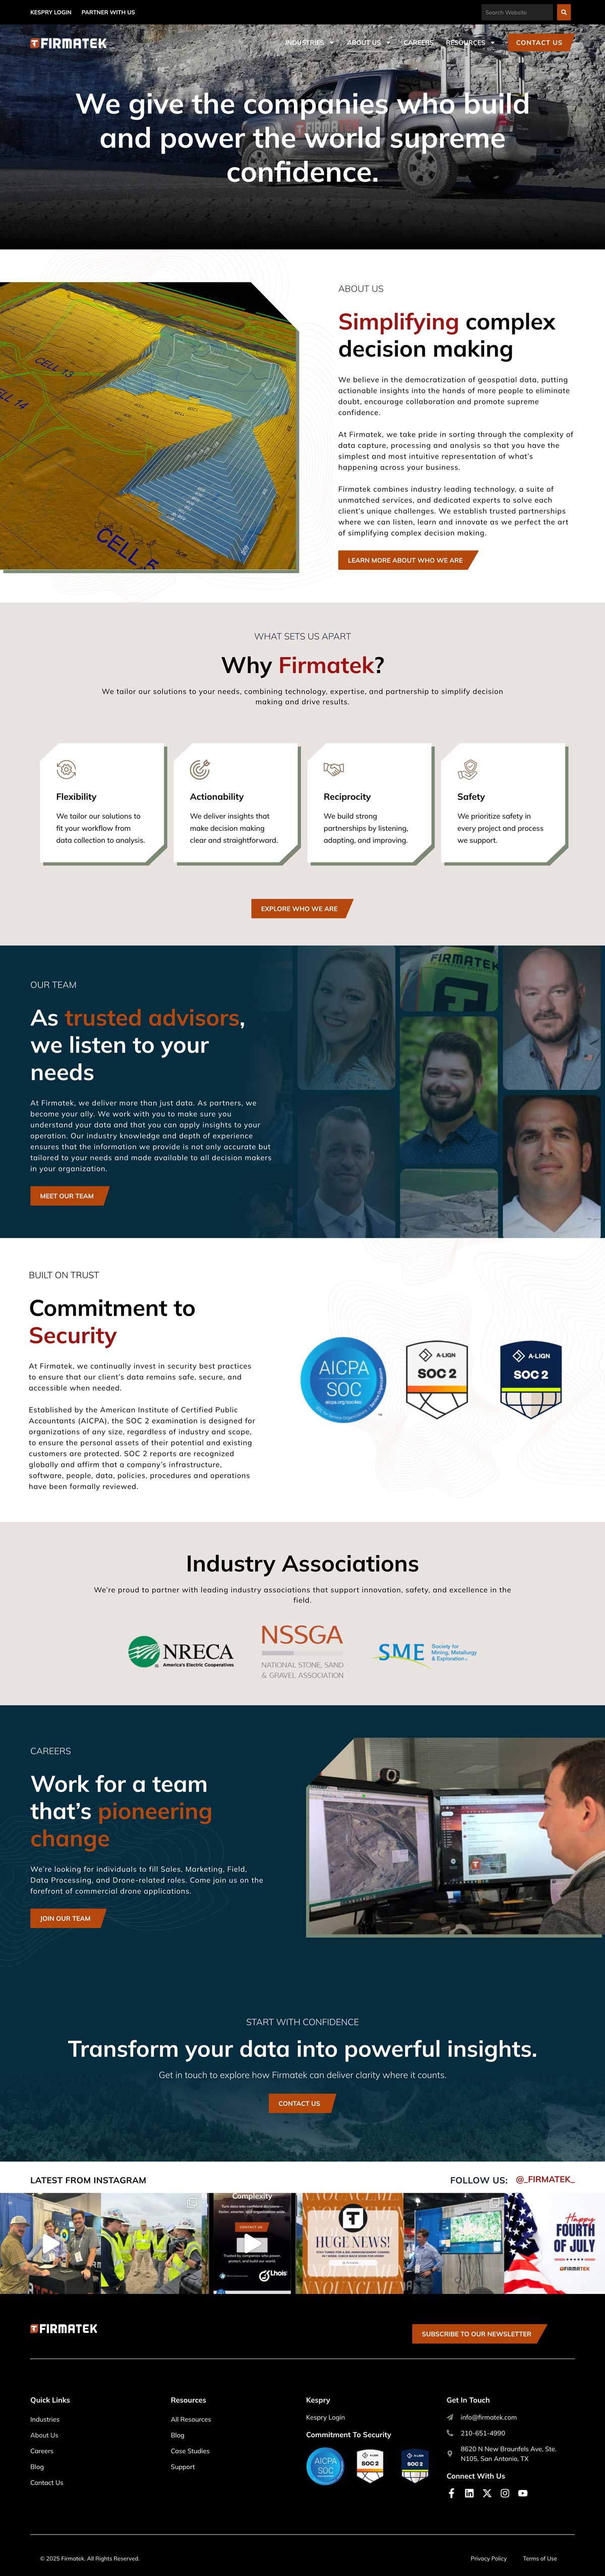 KESPRY LOGIN PARTNER WITH US
Search Website
FIRMATEK
INDUSTRIES ABOUT US CAREERS RESOURCES CONTACT US
We give the companies who build
and power the world supreme
confidence.
ABOUT US
Simplifying complex
decision making
We believe in the democratization of geospatial data, putting
actionable insights into the hands of more people to eliminate
doubt, encourage collaboration and promote supreme
confidence.
At Firmatek, we take pride in sorting through the complexity of
data capture, processing and analysis so that you have the
simplest and most intuitive representation of what's
happening across your business.
Firmatek combines industry leading technology, a suite of
unmatched services, and dedicated experts to solve each
client's unique challenges. We establish trusted partnerships
where we can listen, learn and innovate as we perfect the art
of simplifying complex decision making.
LEARN MORE ABOUT WHO WE ARE
CELL 13
CELL 14
CELL 5
WHAT SETS US APART
Why Firmatek?
We tailor our solutions to your needs, combining technology, expertise, and partnership to simplify decision
making and drive results.
Flexibility
We tailor our solutions to
fit your workflow from
data collection to analysis.
Actionability
We deliver insights that
make decision making
clear and straightforward.
Reciprocity
We build strong
partnerships by listening,
adapting, and improving.
Safety
We prioritize safety in
every project and process
we support.
EXPLORE WHO WE ARE
OUR TEAM
As trusted advisors,
we listen to your
needs
At Firmatek, we deliver more than just data. As partners, we
become your ally. We work with you to make sure you
understand your data and that you can apply insights to your
operation. Our industry knowledge and depth of experience
ensures that the information we provide is not only accurate but
tailored to your needs and made available to all decision makers
in your organization.
MEET OUR TEAM
FIRMATEK
BUILT ON TRUST
Commitment to
Security
At Firmatek, we continually invest in security best practices
to ensure that our client's data remains safe, secure, and
accessible when needed.
Established by the American Institute of Certified Public
Accountants (AICPA), the SOC 2 examination is designed for
organizations of any size, regardless of industry and scope,
to ensure the personal assets of their potential and existing
customers are protected. SOC 2 reports are recognized
globally and affirm that a company's infrastructure,
software, people, data, policies, procedures and operations
have been formally reviewed.
AICPA
SOC
aicpa.org/soc4so
A-LIGN
SOC 2
A-LIGN
SOC 2
Industry Associations
We're proud to partner with leading industry associations that support innovation, safety, and excellence in the
field.
NRECA
America's Electric Cooperatives
NSSGA
NATIONAL STONE, SAND
& GRAVEL ASSOCIATION
SME
Society for
Mining, Metallurgy
& Exploration
CAREERS
Work for a team
that's pioneering
change
We're looking for individuals to fill Sales, Marketing, Field,
Data Processing, and Drone-related roles. Come join us on the
forefront of commercial drone applications.
JOIN OUR TEAM
START WITH CONFIDENCE
Transform your data into powerful insights.
Get in touch to explore how Firmatek can deliver clarity where it counts.
CONTACT US
LATEST FROM INSTAGRAM
FOLLOW US: @_FIRMATEK_
Complexity
CONTACT US
Lhoist
HUGE NEWS!
Happy
FOURTH
OF JULY
FIRMATEK
FIRMATEK
SUBSCRIBE TO OUR NEWSLETTER
Quick Links
Industries
About Us
Careers
Blog
Contact Us
Resources
All Resources
Blog
Case Studies
Support
Kespry
Kespry Login
Commitment To Security
AICPA
SOC
A-LIGN
SOC 2
A-LIGN
SOC 2
Get In Touch
info@firmatek.com
210-651-4990
8620 N New Braunfels Ave, Ste.
N105, San Antonio, TX
Connect With Us
© 2025 Firmatek. All Rights Reserved.
Privacy Policy Terms of Use